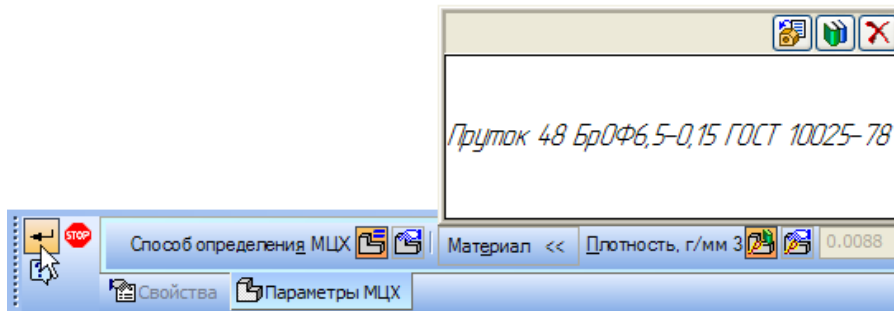 Пруток 48 БрОФ6,5-0,15 ГОСТ 10025-78
STOP
Способ определения МЦХ
Материал <<
Плотность, г/мм 3
0.0088
Свойства
Параметры МЦХ